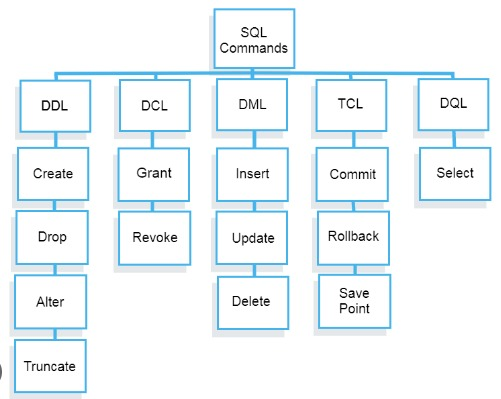 SQL
Commands
DDL
DCL
DML
TCL
DQL
Create
Grant
Insert
Commit
Select
Drop
Revoke
Update
Rollback
Alter
Delete
Save
Point
Truncate